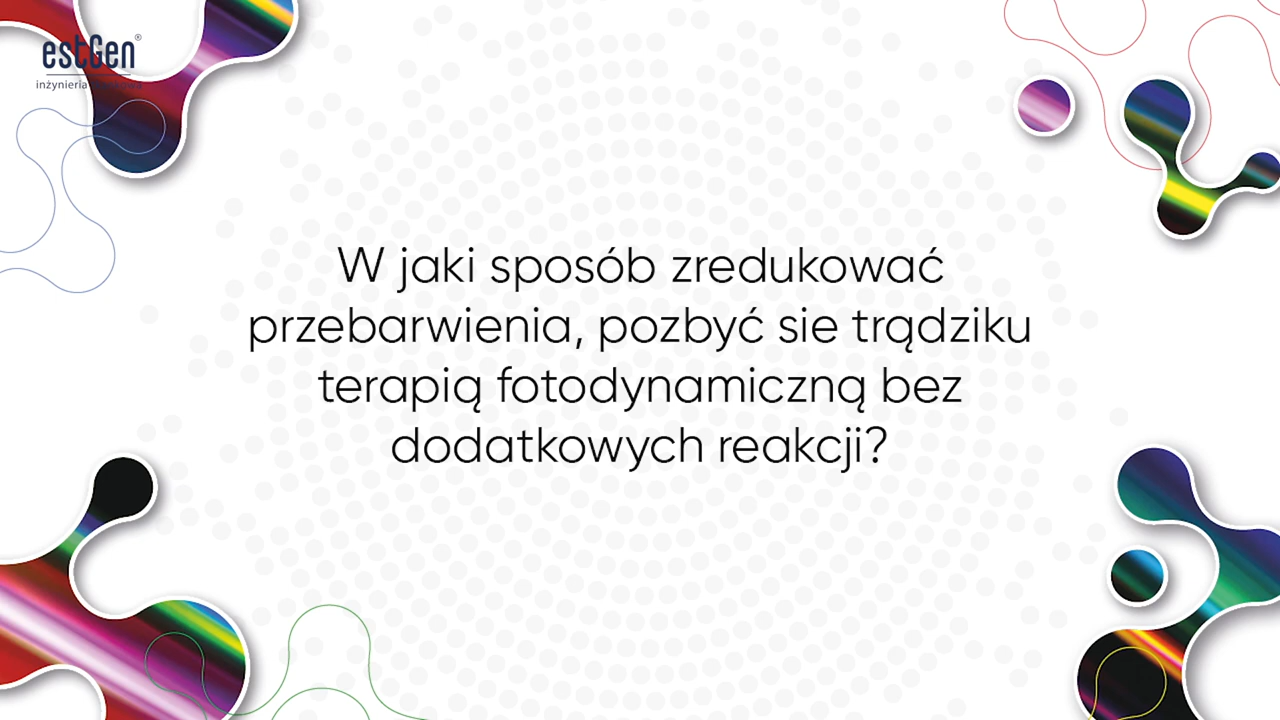 estGen®
inżynieria
W jaki sposób zredukować
przebarwienia, pozbyć sie trądziku
terapią fotodynamiczną bez
dodatkowych reakcji?